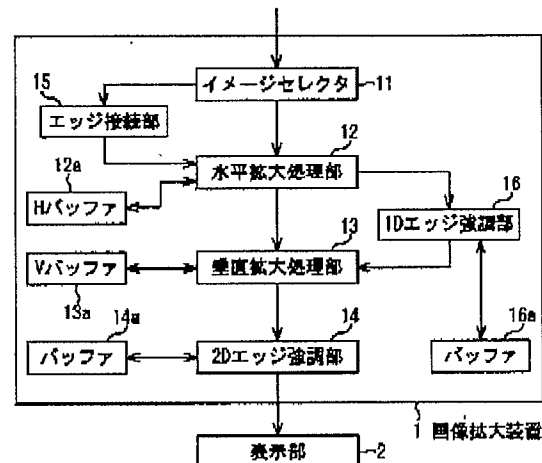 イメージセレクタ
11
15
エッジ接続部
12
水平拡大処理部
12a
Hバッファ
16
1Dエッジ強調部
13
垂直拡大処理部
Vバッファ
13a
14
14a
2Dエッジ強調部
バッファ
16a
バッファ
1 画像拡大装置
表示部
2